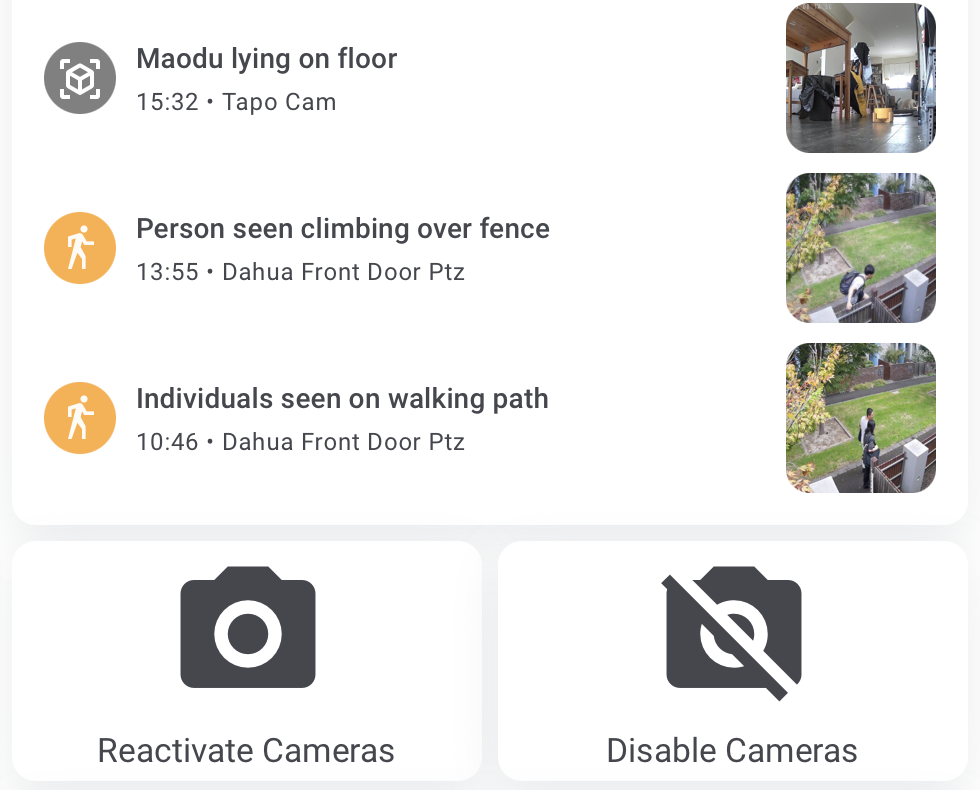 Maodu lying on floor
15:32 • Tapo Cam
Person seen climbing over fence
13:55 • Dahua Front Door Ptz
Individuals seen on walking path
10:46 • Dahua Front Door Ptz
Reactivate Cameras
Disable Cameras